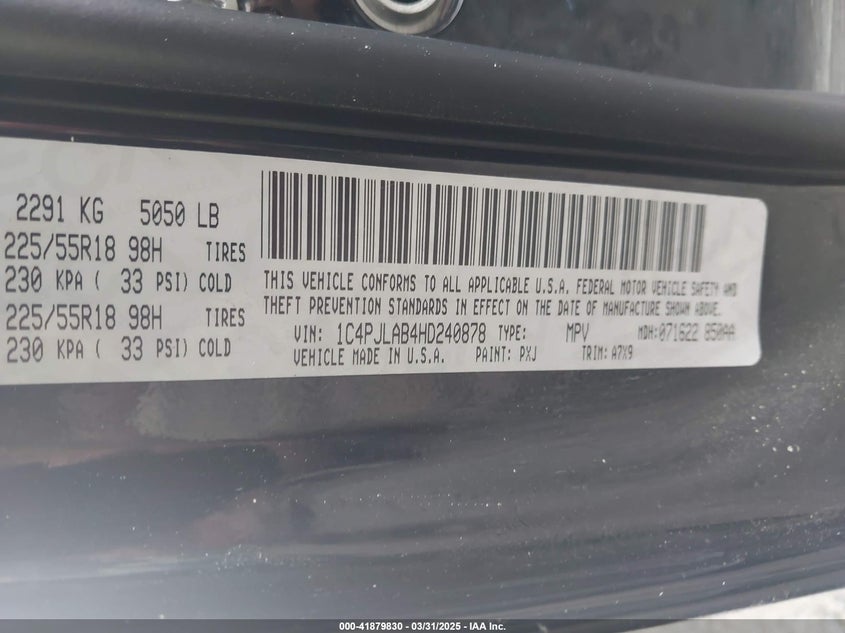 2291 KG 5050 LB
225/55R18 98H TIRES
230 KPA ( 33 PSI) COLD
225/55R18 98H TIRES
230 KPA ( 33 PSI) COLD
THIS VEHICLE CONFORMS TO ALL APPLICABLE U.S.A. FEDERAL MOTOR VEHICLE SAFETY AND
THEFT PREVENTION STANDARDS IN EFFECT ON THE DATE OF MANUFACTURE SHOWN ABOVE.
VIN: 1C4PJLAB4HD240878 TYPE: MPV MDH:071622 850AA
VEHICLE MADE IN U.S.A. PAINT: PXJ TRIM: A7X9
000-41879830 - 03/31/2025 - IAA Inc.